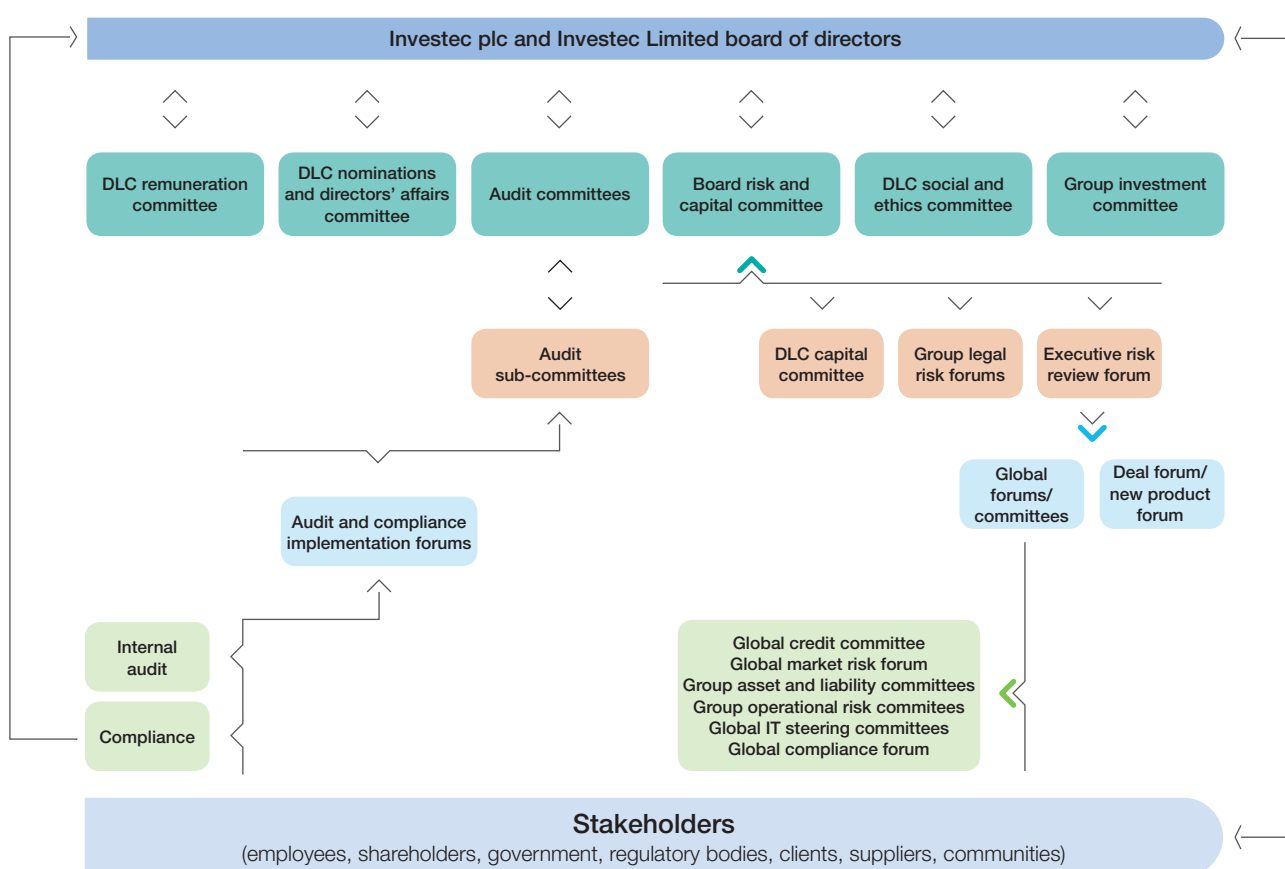 Investec plc and Investec Limited board of directors
DLC remuneration
committee
DLC nominations
and directors' affairs
committee
Audit committees
Board risk and
capital committee
DLC social and
ethics committee
Group investment
committee
Audit
sub-committees
DLC capital
committee
Group legal
risk forums
Executive risk
review forum
Global
forums/
committees
Deal forum/
new product
forum
Audit and compliance
implementation forums
Internal
audit
Compliance
Global credit committee
Global market risk forum
Group asset and liability committees
Group operational risk commitees
Global IT steering committees
Global compliance forum
Stakeholders
(employees, shareholders, government, regulatory bodies, clients, suppliers, communities)